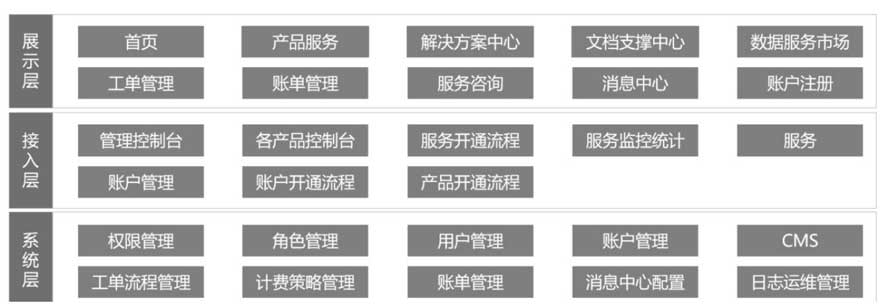 展示层
首页 产品服务 解决方案中心 文档支撑中心 数据服务市场
工单管理 账单管理 服务咨询 消息中心 账户注册
接入层
管理控制台 各产品控制台 服务开通流程 服务监控统计 服务
账户管理 账户开通流程 产品开通流程
系统层
权限管理 角色管理 用户管理 账户管理 CMS
工单流程管理 计费策略管理 账单管理 消息中心配置 日志运维管理